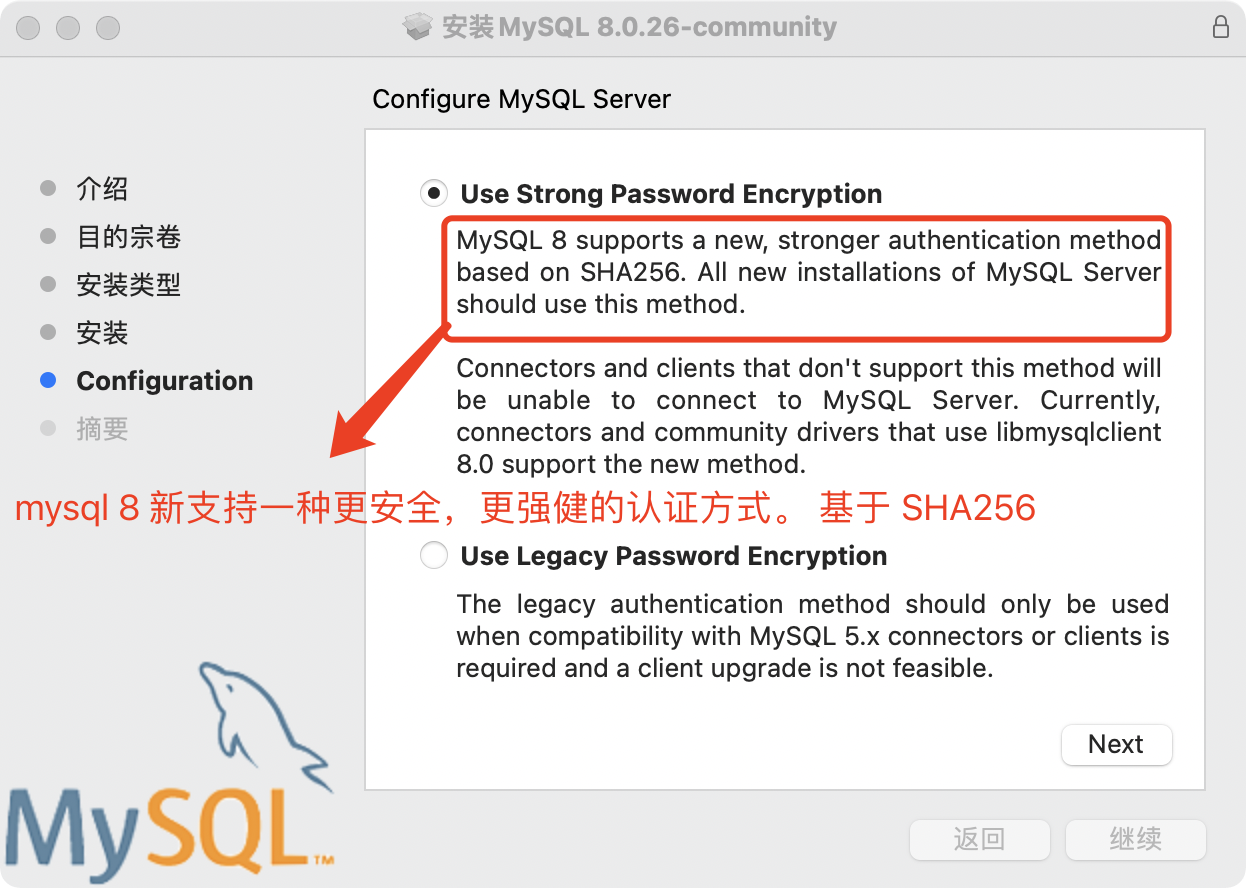 安装 MySQL 8.0.26-community
Configure MySQL Server
介绍
目的宗卷
安装类型
安装
Configuration
摘要
Use Strong Password Encryption
MySQL 8 supports a new, stronger authentication method
based on SHA256. All new installations of MySQL Server
should use this method.
Connectors and clients that don't support this method will
be unable to connect to MySQL Server. Currently,
connectors and community drivers that use libmysqlclient
8.0 support the new method.
mysql 8 新支持一种更安全，更强健的认证方式。 基于 SHA256
Use Legacy Password Encryption
The legacy authentication method should only be used
when compatibility with MySQL 5.x connectors or clients is
required and a client upgrade is not feasible.
Next
MySQL™
返回
继续